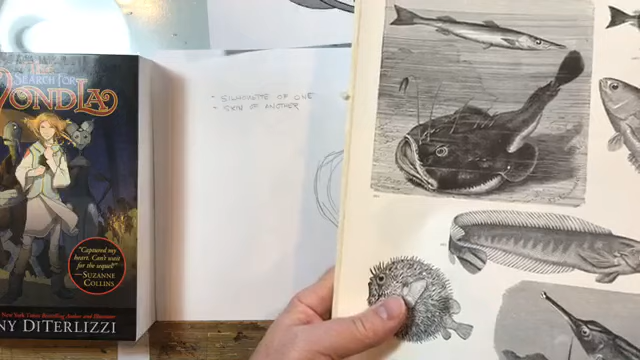 SEARCH FOR
WONDLA
"Captured my
heart. Can't wait
for the sequel!"
—SUZANNE
COLLINS
New York Times Bestselling Author and Illustrator
NY DITERLIZZI
- SILHOUETTE OF ONE
- SKIN OF ANOTHER